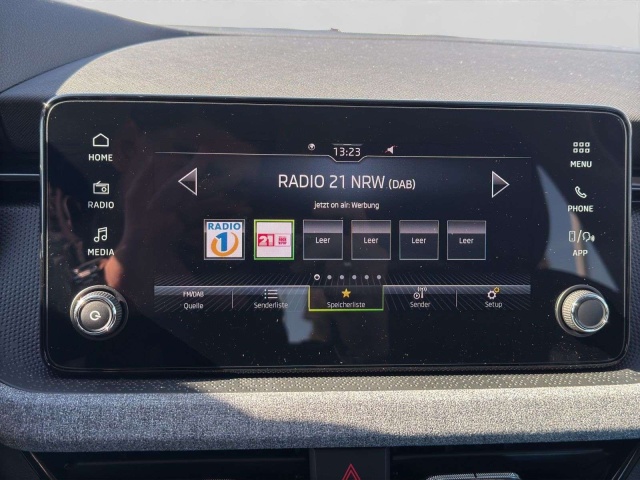 13:23
HOME
MENU
RADIO 21 NRW (DAB)
RADIO
PHONE
Jetzt on air: Werbung
MEDIA
APP
RADIO
1
21
Leer
Leer
Leer
Leer
FM/DAB
Quelle
Senderliste
Speicherliste
Sender
Setup